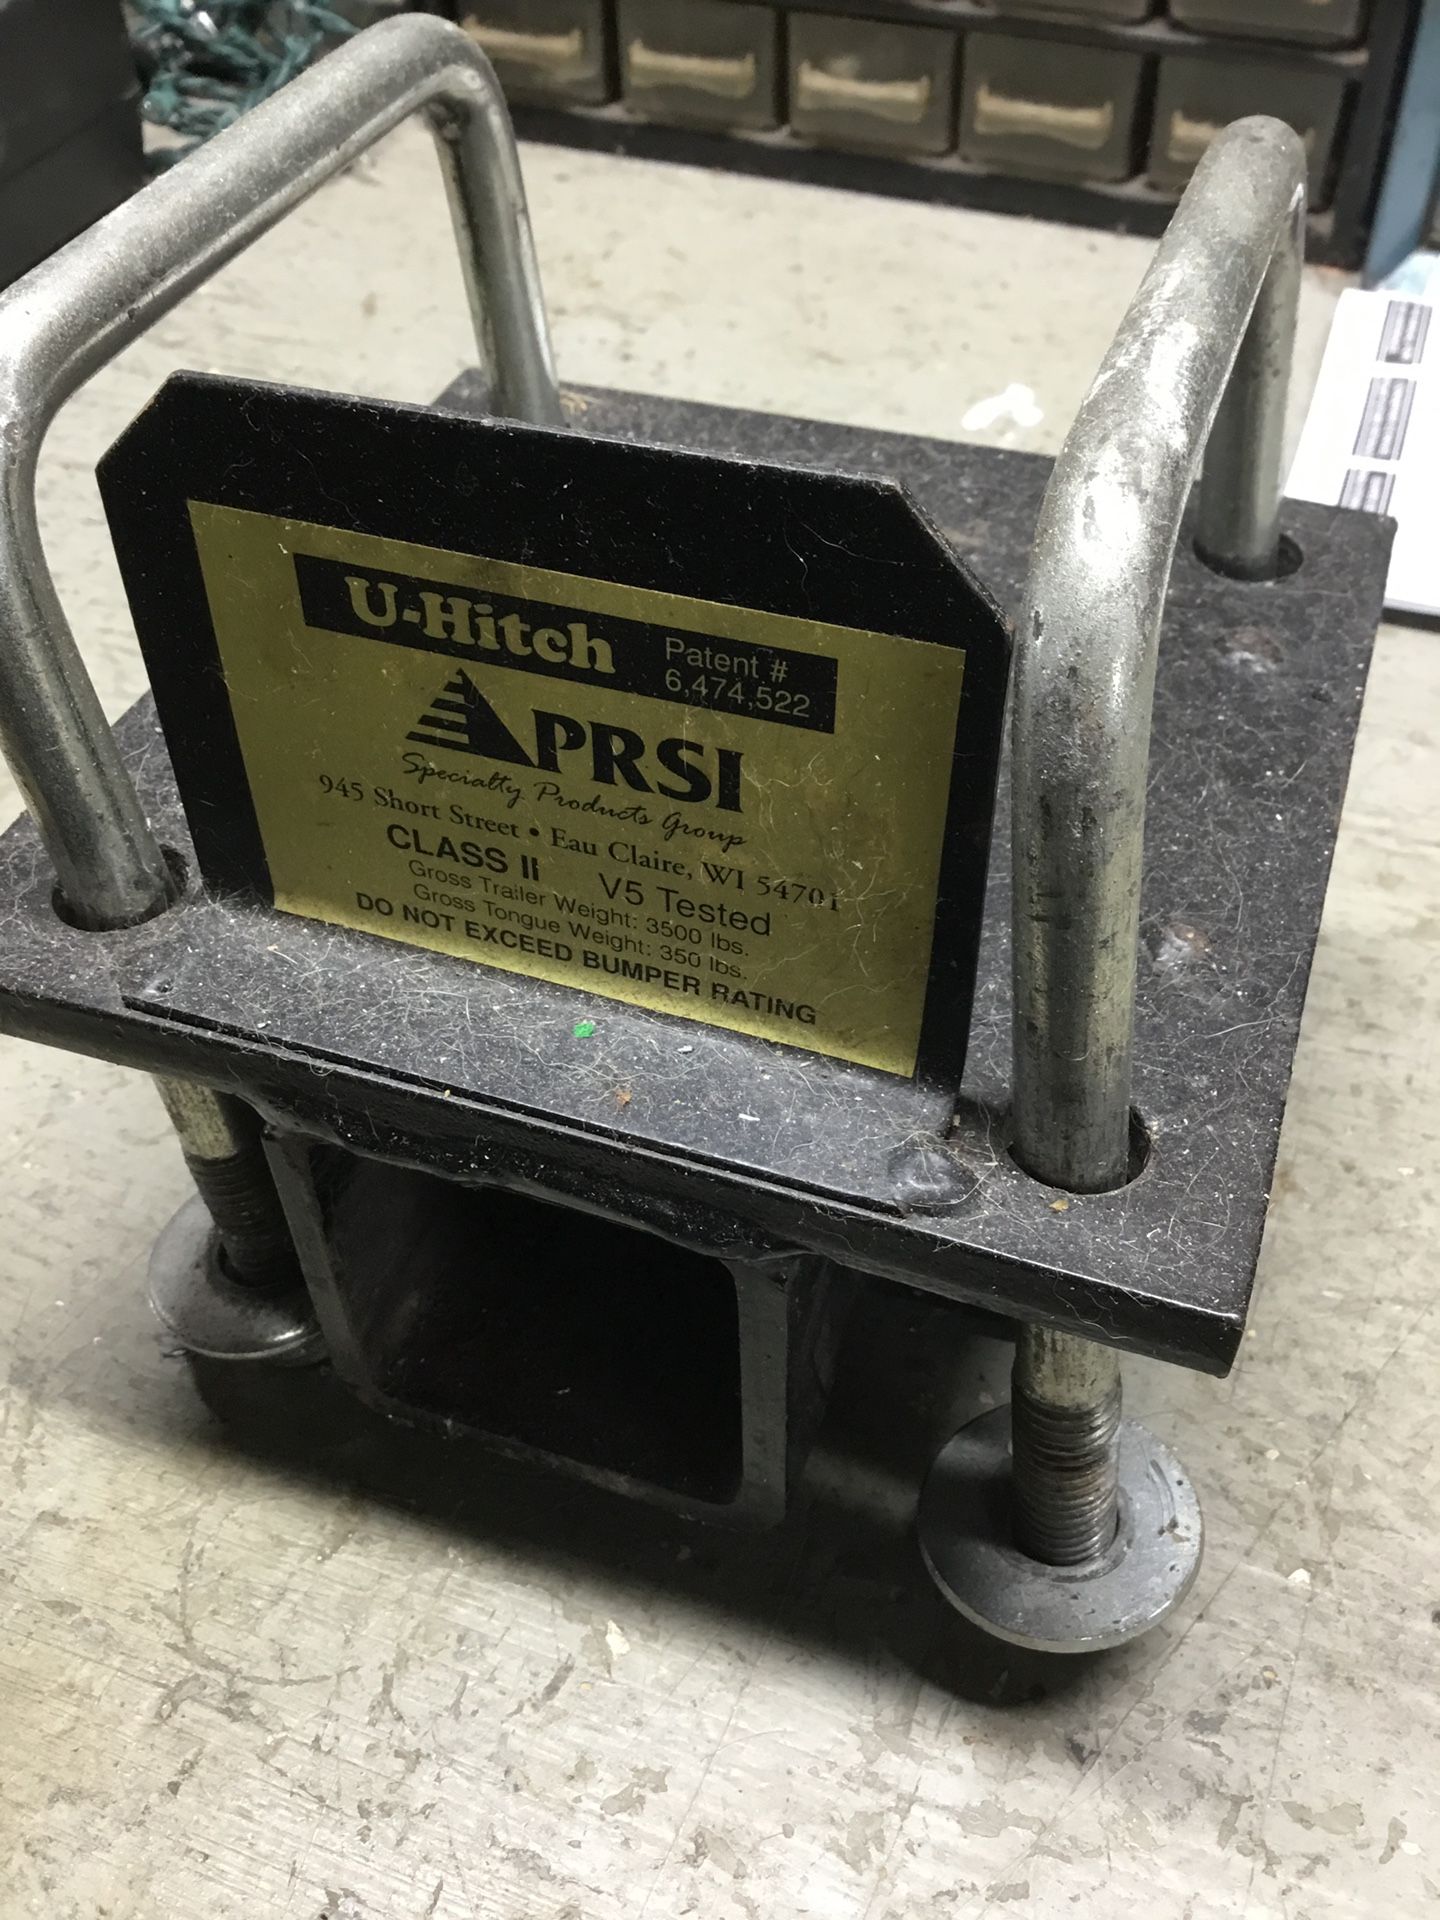 U-Hitch
Patent #
6,474,522
PRSI
Specialty Products Group
945 Short Street • Eau Claire, WI 54701
CLASS II V5 Tested
Gross Trailer Weight: 3500 lbs.
Gross Tongue Weight: 350 lbs.
DO NOT EXCEED BUMPER RATING